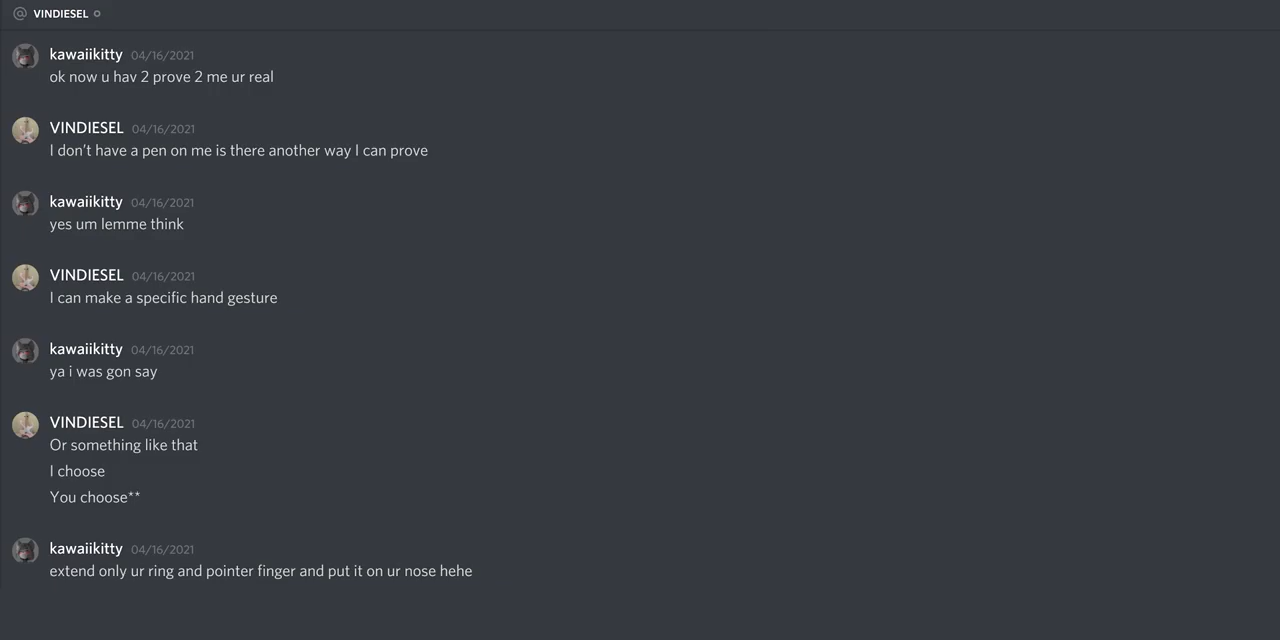 @ VINDIESEL
kawaiikitty 04/16/2021
ok now u hav 2 prove 2 me ur real
VINDIESEL 04/16/2021
I don't have a pen on me is there another way I can prove
kawaiikitty 04/16/2021
yes um lemme think
VINDIESEL 04/16/2021
I can make a specific hand gesture
kawaiikitty 04/16/2021
ya i was gon say
VINDIESEL 04/16/2021
Or something like that
I choose
You choose**
kawaiikitty 04/16/2021
extend only ur ring and pointer finger and put it on ur nose hehe